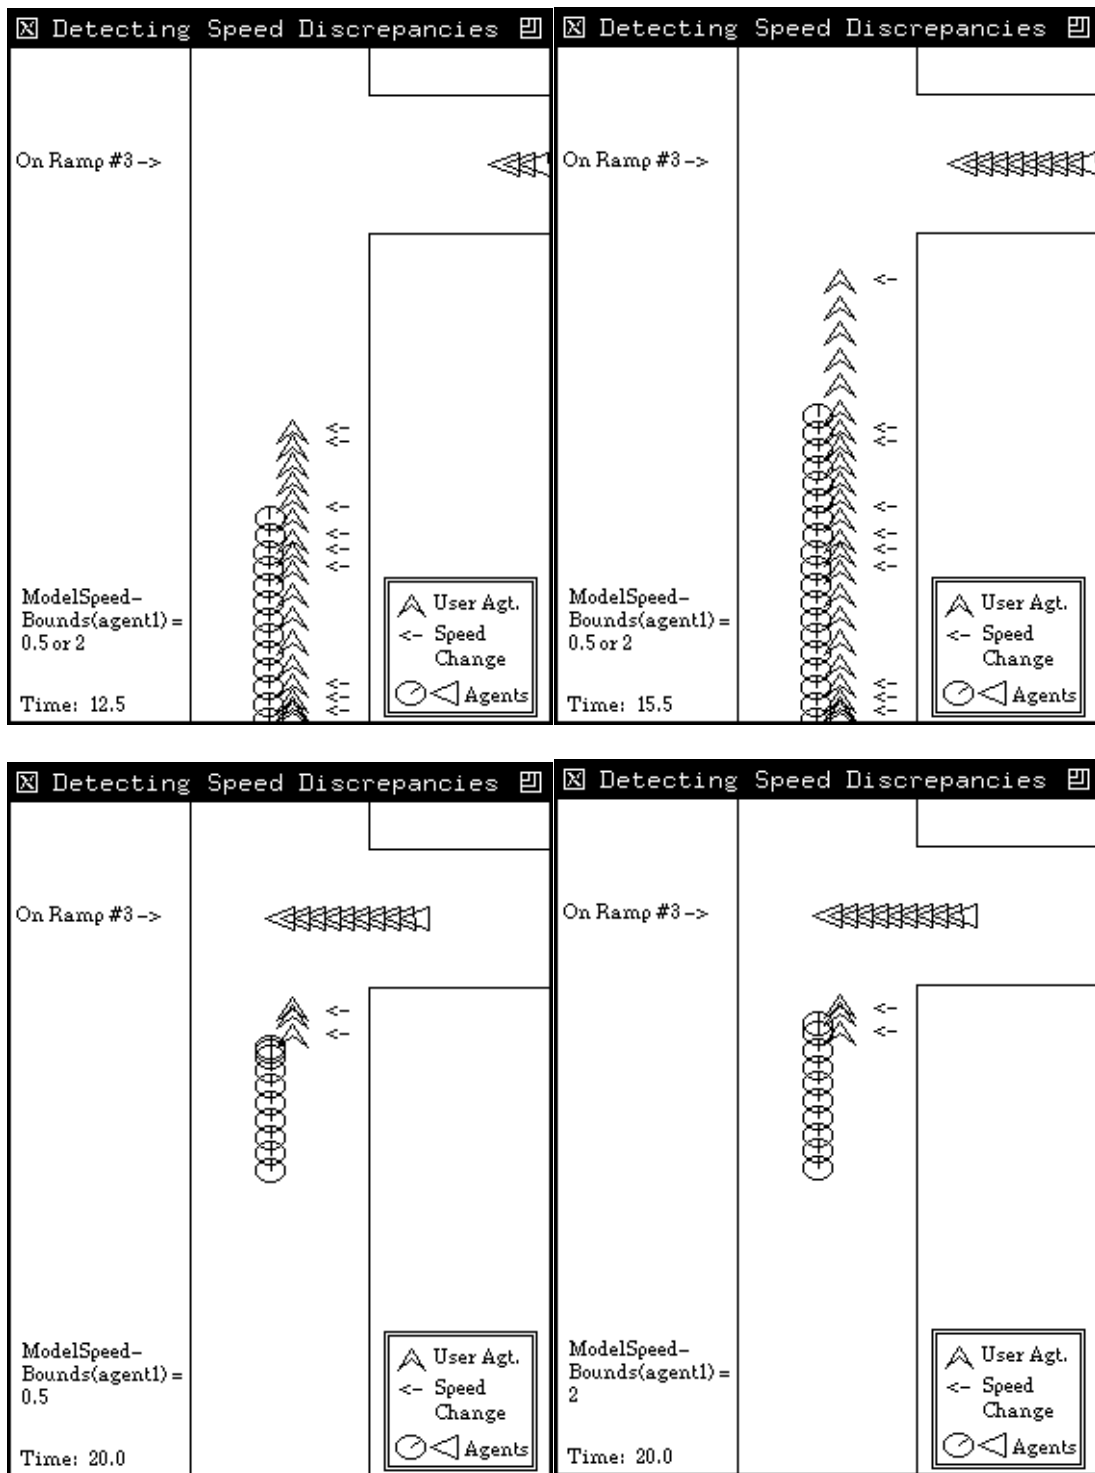 Detecting Speed Discrepancies
On Ramp #3->
<-
<-
<-
<-
<-
<-
ModelSpeed-
Bounds(agent1) =
0.5 or 2
<-
<-
<-
Time: 12.5
User Agt.
<- Speed
Change
Agents
Detecting Speed Discrepancies
On Ramp #3->
<-
<-
<-
<-
<-
<-
<-
ModelSpeed-
Bounds(agent1) =
0.5 or 2
<-
<-
<-
Time: 15.5
User Agt.
<- Speed
Change
Agents
Detecting Speed Discrepancies
On Ramp #3->
<-
<-
ModelSpeed-
Bounds(agent1) =
0.5
Time: 20.0
User Agt.
<- Speed
Change
Agents
Detecting Speed Discrepancies
On Ramp #3->
<-
<-
ModelSpeed-
Bounds(agent1) =
2
Time: 20.0
User Agt.
<- Speed
Change
Agents